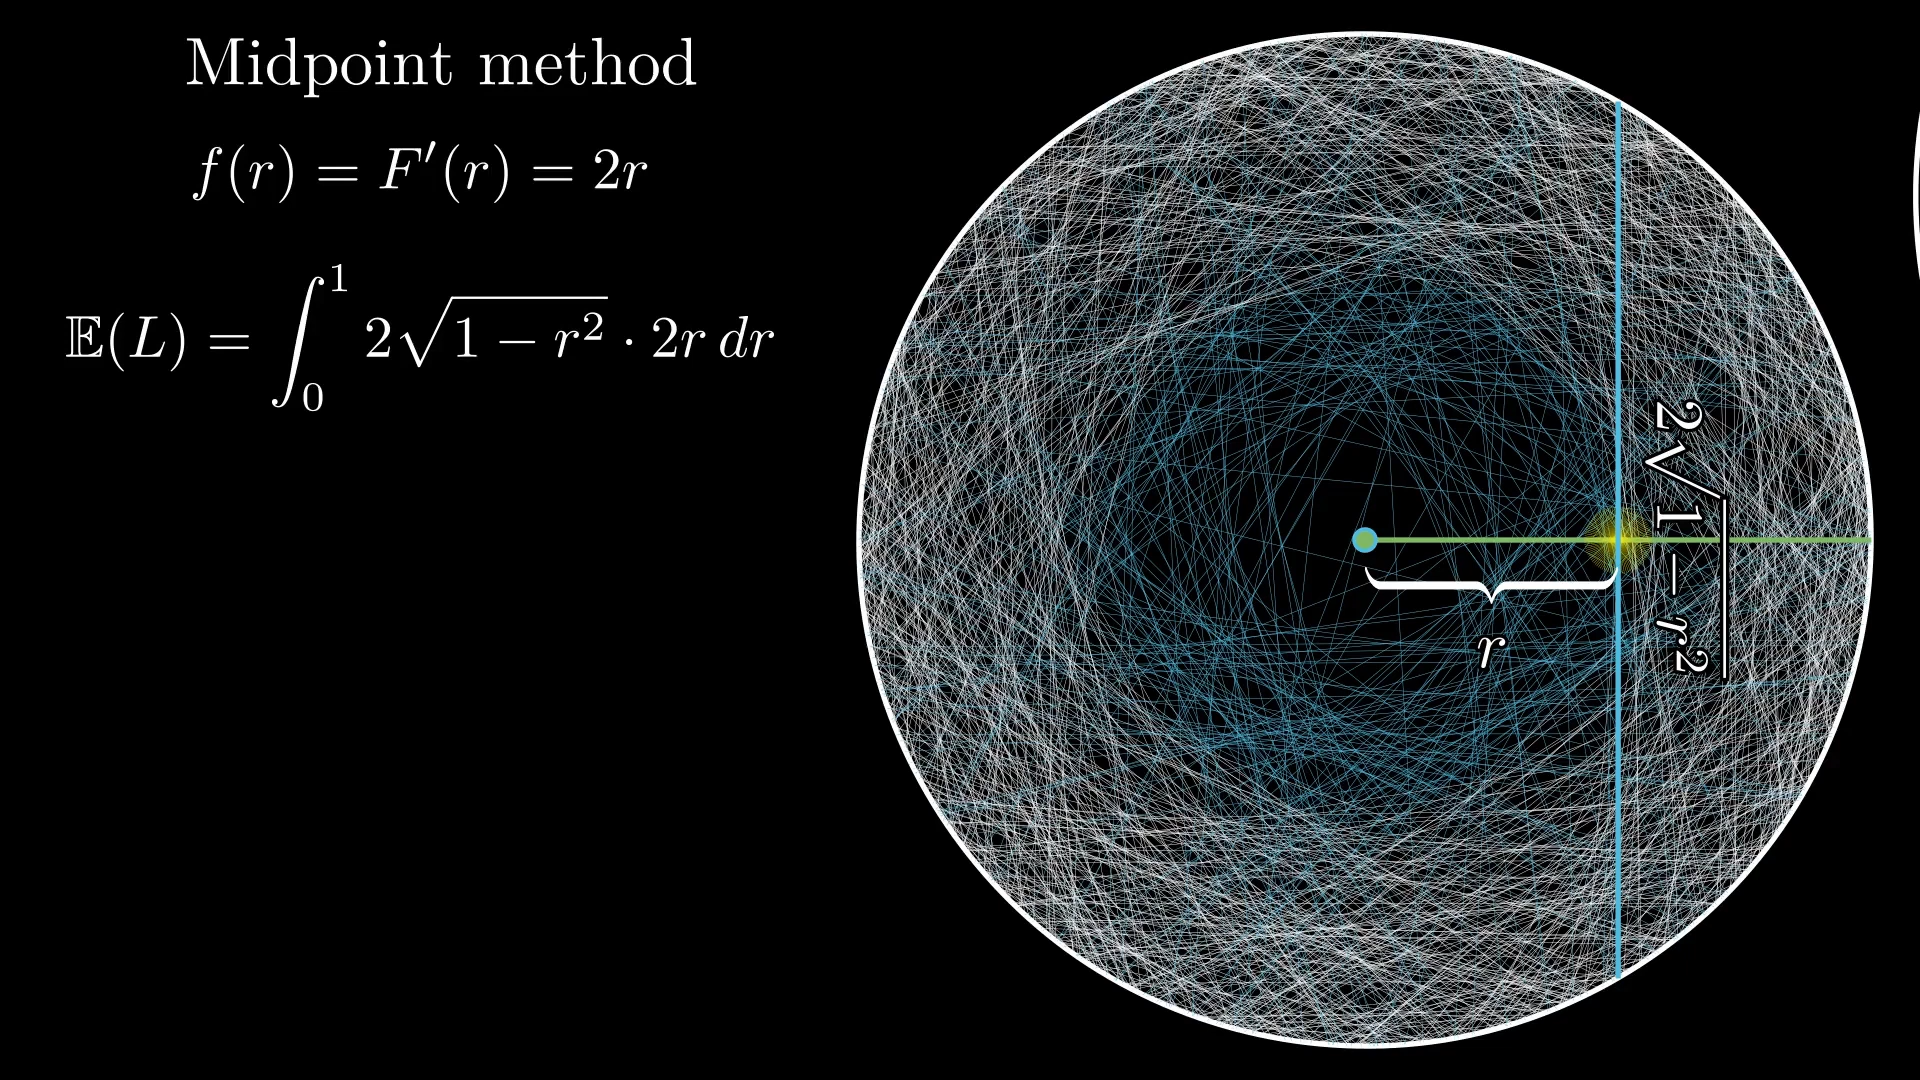 Midpoint method
f(r) = F′(r) = 2r
𝔼(L) = ∫₀¹ 2√(1 − r²) · 2r dr
2√(1 − r²)
r